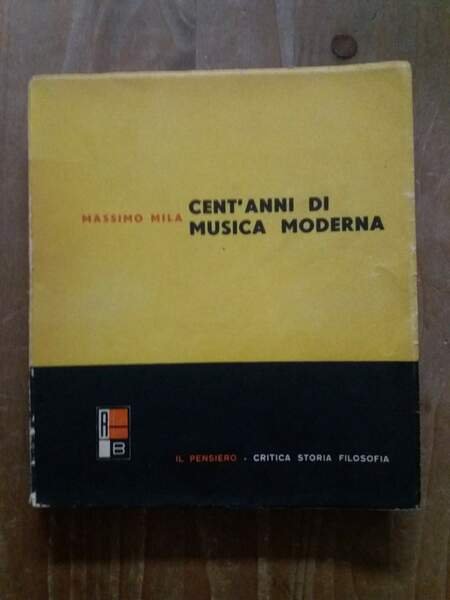 MASSIMO MILA CENT'ANNI DI
MUSICA MODERNA
A
B
IL PENSIERO - CRITICA STORIA FILOSOFIA